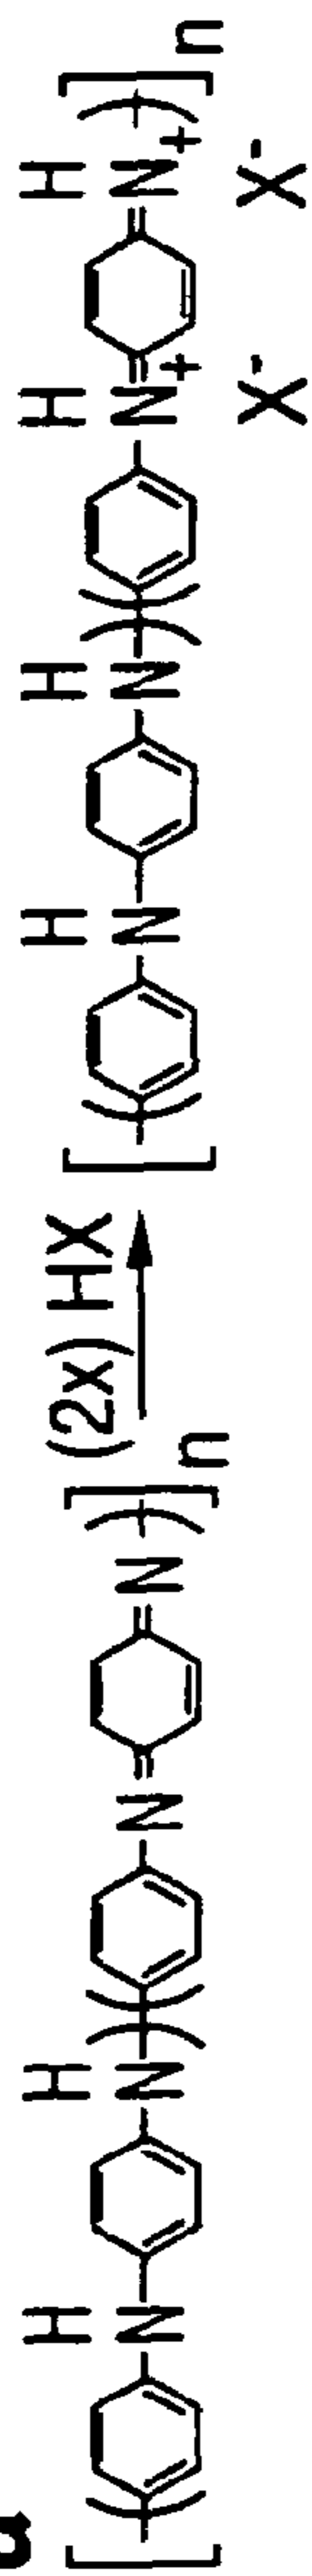 H H (2x) HX H H H H
[( N N )( N N )]n [( N N )( N+ N+ )]n
X- X-